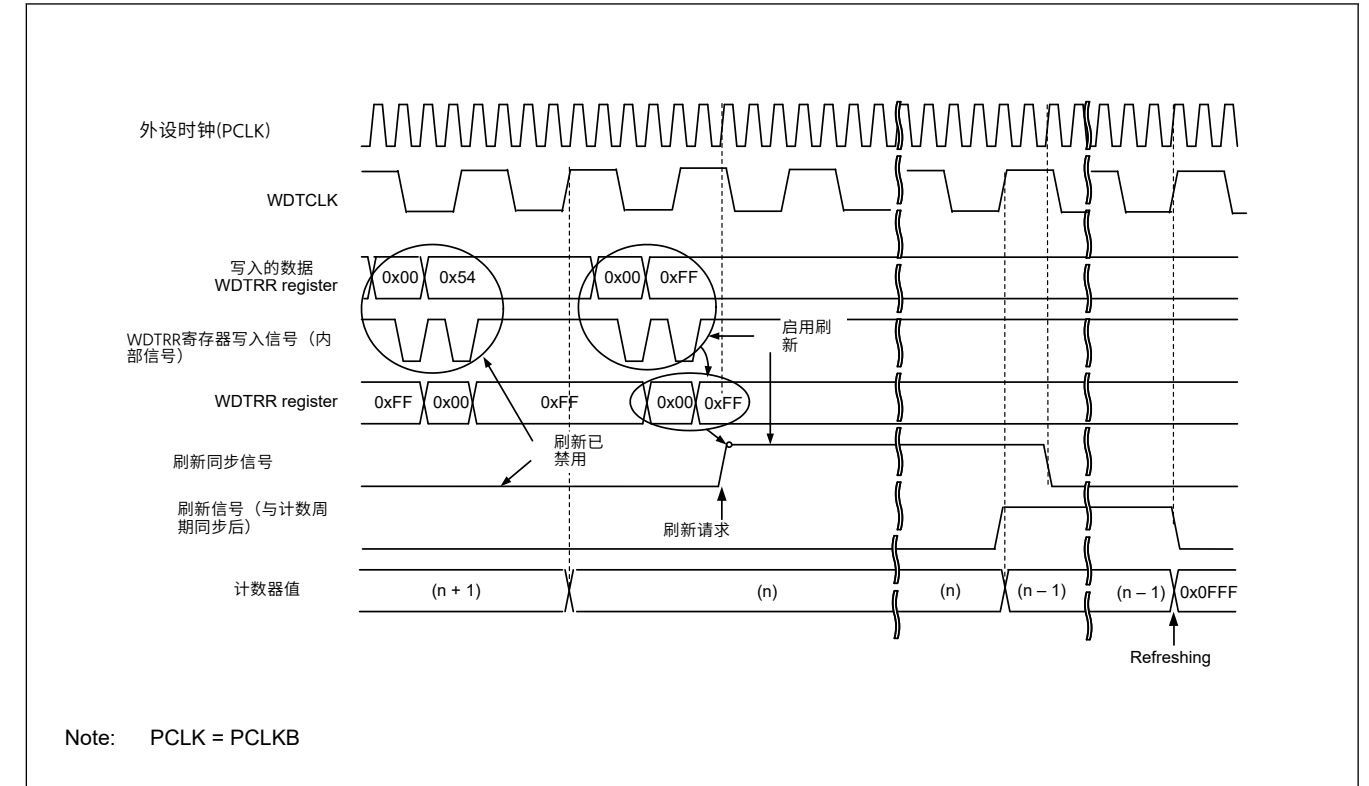 外设时钟(PCLK)
WDTCLK
写入的数据
WDTRR register
0x00 0x54 0x00 0xFF
WDTRR寄存器写入信号（内
部信号）
启用刷
新
WDTRR register
0xFF 0x00 0xFF 0x00 0xFF
刷新已
禁用
刷新同步信号
刷新信号（与计数周
期同步后）
刷新请求
计数器值
(n + 1) (n) (n) (n – 1) (n – 1) 0x0FFF
Refreshing
Note: PCLK = PCLKB